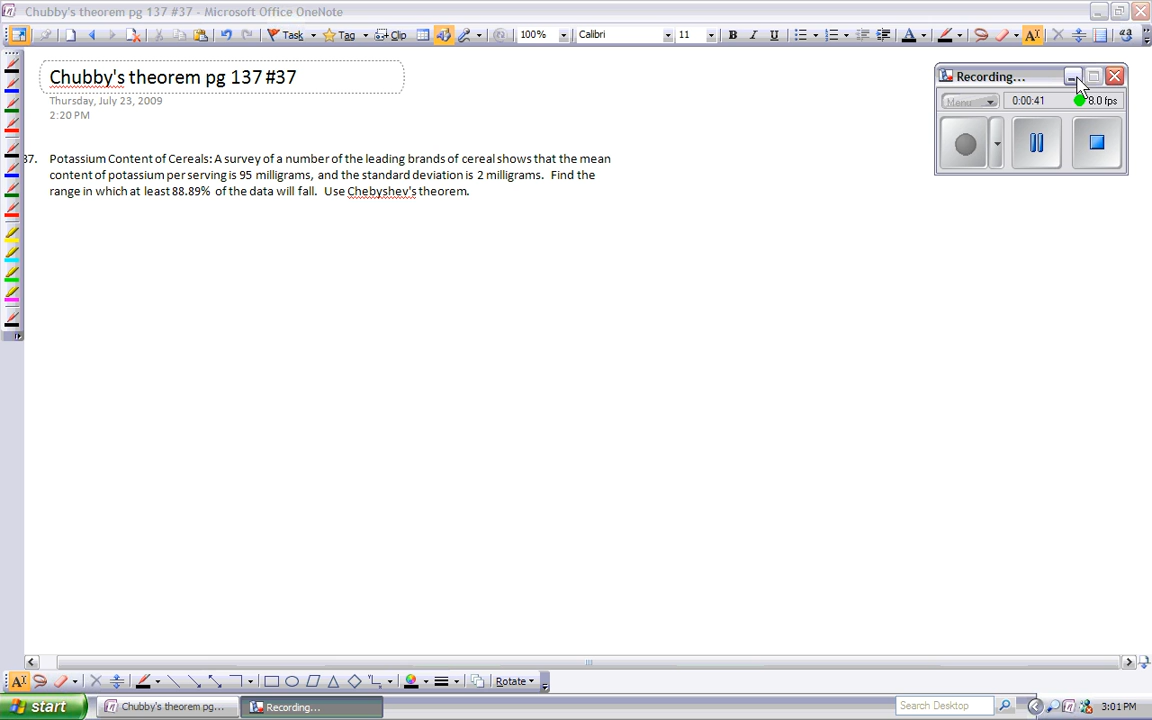 Chubby's theorem pg 137 #37 - Microsoft Office OneNote
Task Tag Clip 100% Calibri 11 B I U
Chubby's theorem pg 137 #37
Thursday, July 23, 2009
2:20 PM
Recording...
Menu 0:00:41 8.0 fps
37. Potassium Content of Cereals: A survey of a number of the leading brands of cereal shows that the mean
content of potassium per serving is 95 milligrams, and the standard deviation is 2 milligrams. Find the
range in which at least 88.89% of the data will fall. Use Chebyshev's theorem.
Rotate
start Chubby's theorem pg... Recording... Search Desktop 3:01 PM